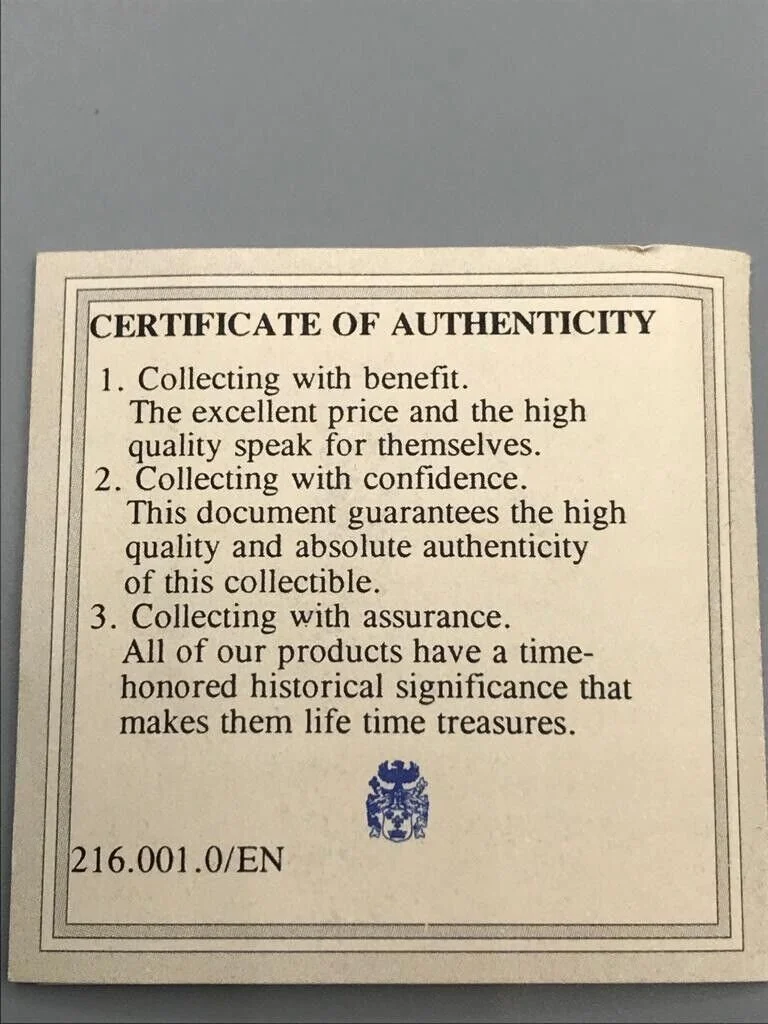 CERTIFICATE OF AUTHENTICITY
1. Collecting with benefit.
The excellent price and the high
quality speak for themselves.
2. Collecting with confidence.
This document guarantees the high
quality and absolute authenticity
of this collectible.
3. Collecting with assurance.
All of our products have a time-
honored historical significance that
makes them life time treasures.
216.001.0/EN